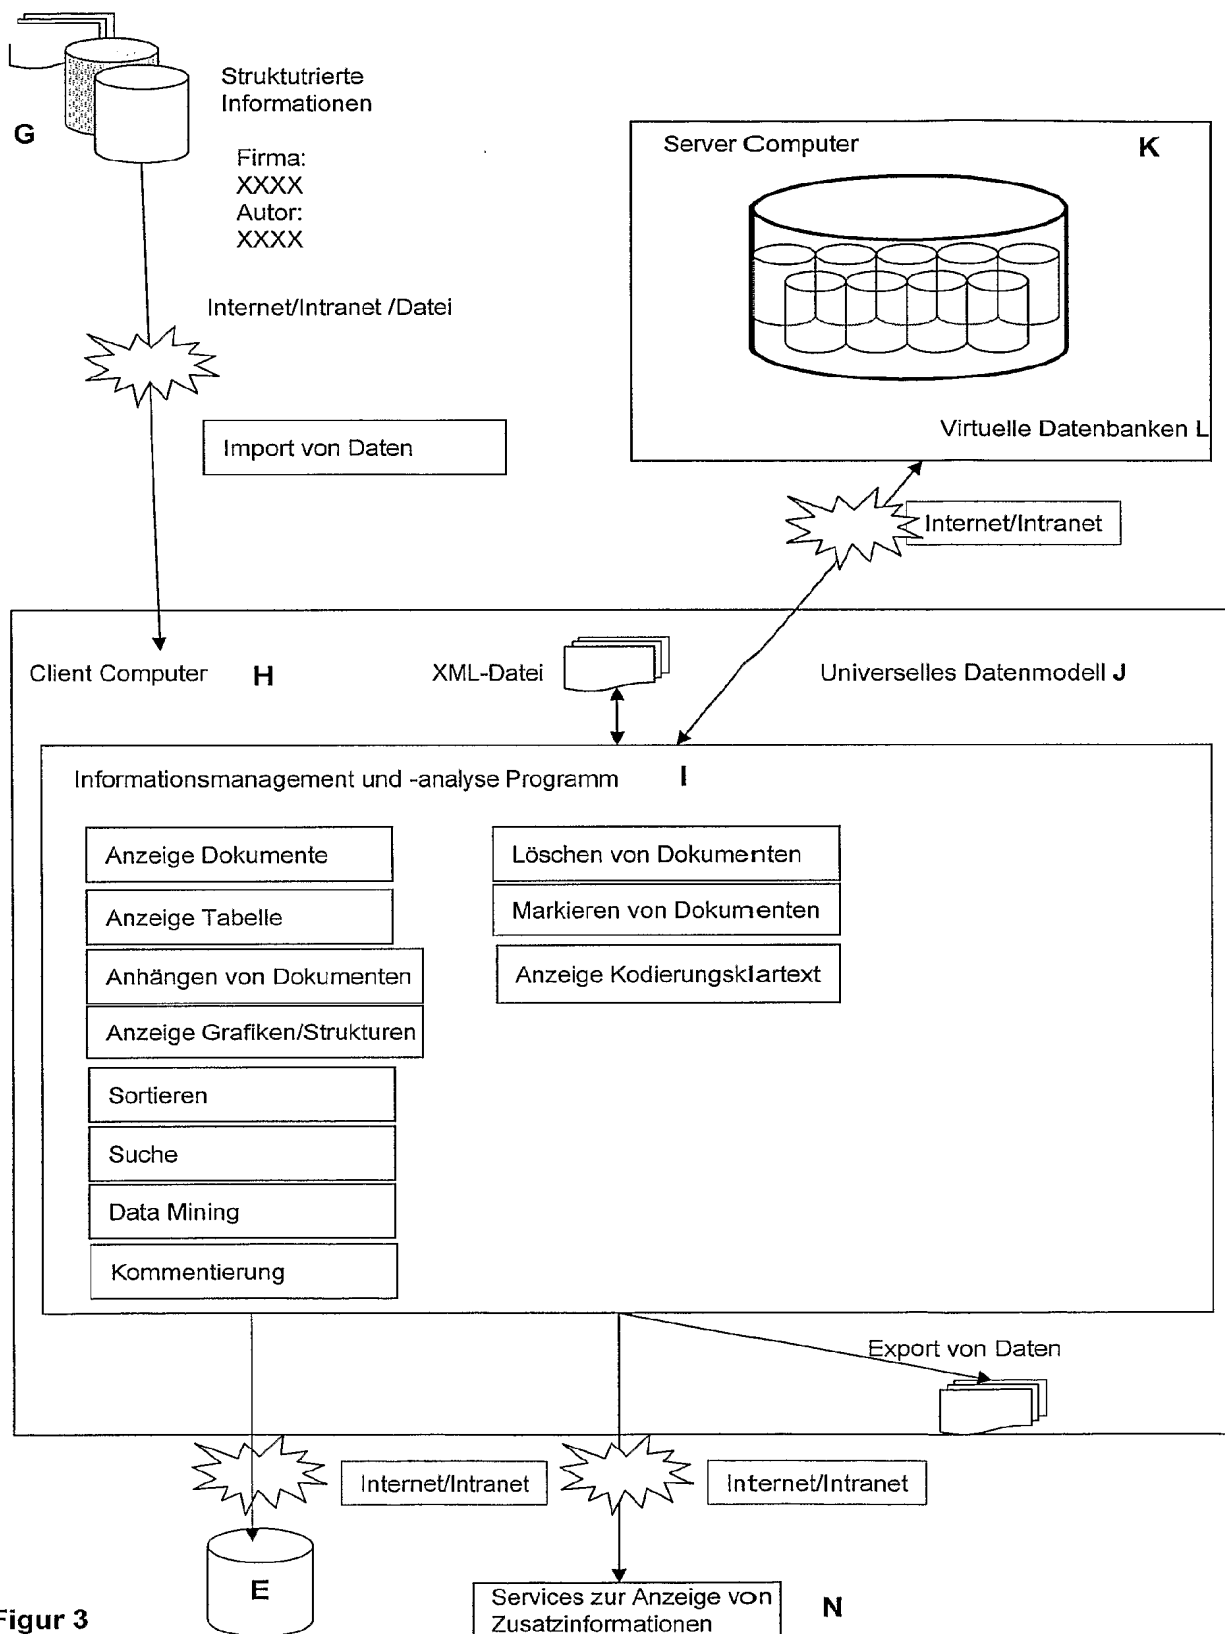 Struktutrierte
Informationen
G
Firma:
XXXX
Autor:
XXXX
Server Computer K
Internet/Intranet /Datei
Import von Daten
Virtuelle Datenbanken L
Internet/Intranet
Client Computer H
XML-Datei
Universelles Datenmodell J
Informationsmanagement und -analyse Programm I
Anzeige Dokumente
Anzeige Tabelle
Anhängen von Dokumenten
Anzeige Grafiken/Strukturen
Sortieren
Suche
Data Mining
Kommentierung
Löschen von Dokumenten
Markieren von Dokumenten
Anzeige Kodierungsklartext
Export von Daten
Internet/Intranet
Internet/Intranet
E
Services zur Anzeige von
Zusatzinformationen
N
Figur 3